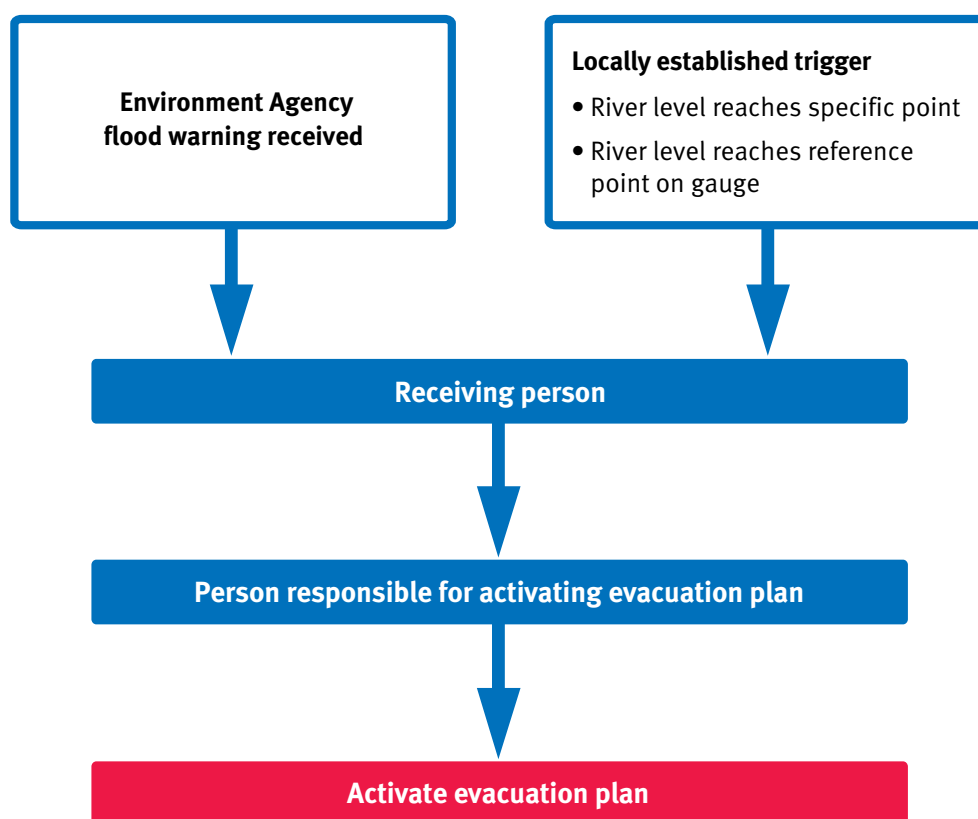 Environment Agency
flood warning received
Locally established trigger
• River level reaches specific point
• River level reaches reference
point on gauge
Receiving person
Person responsible for activating evacuation plan
Activate evacuation plan